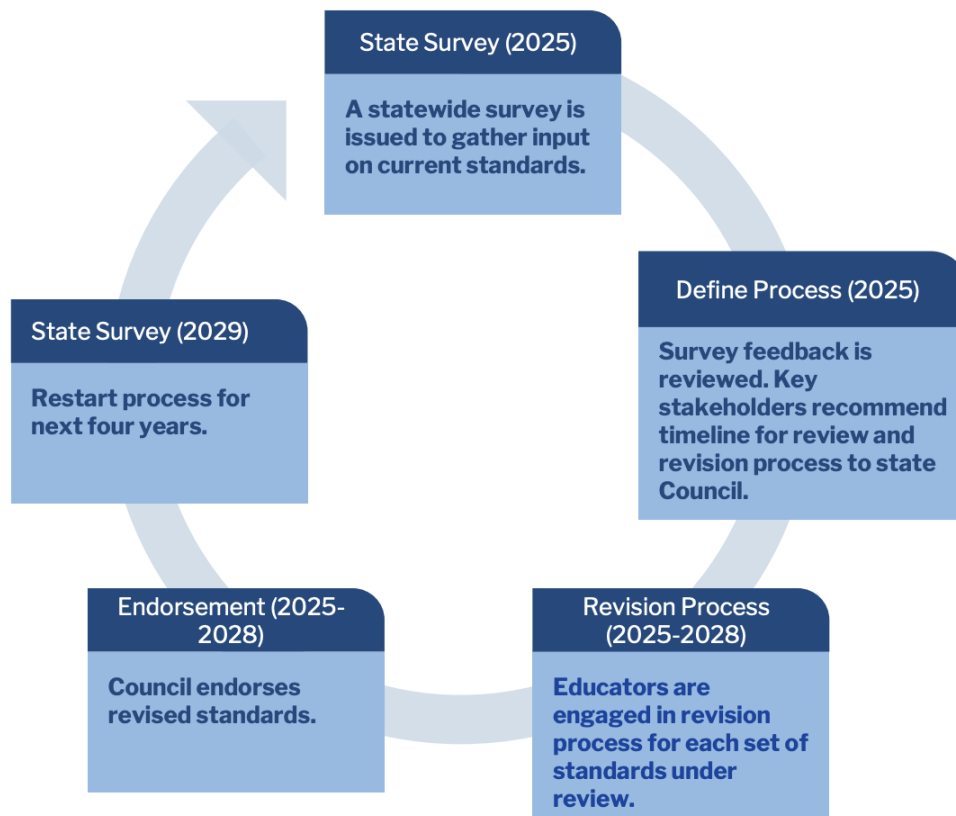 State Survey (2025)
A statewide survey is
issued to gather input
on current standards.
Define Process (2025)
Survey feedback is
reviewed. Key
stakeholders recommend
timeline for review and
revision process to state
Council.
Revision Process
(2025-2028)
Educators are
engaged in revision
process for each set of
standards under
review.
Endorsement (2025-
2028)
Council endorses
revised standards.
State Survey (2029)
Restart process for
next four years.